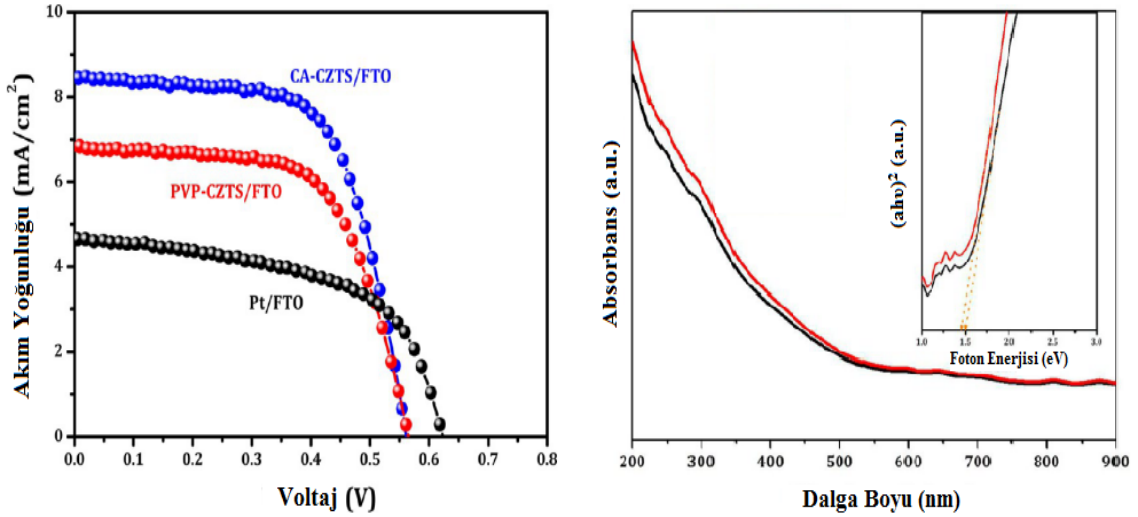 10
8
6
4
2
0
Akım Yoğunluğu (mA/cm²)
CA-CZTS/FTO
PVP-CZTS/FTO
Pt/FTO
0.0 0.1 0.2 0.3 0.4 0.5 0.6 0.7 0.8
Voltaj (V)
Absorbans (a.u.)
(ahυ)² (a.u.)
1.0 1.5 2.0 2.5 3.0
Foton Enerjisi (eV)
200 300 400 500 600 700 800 900
Dalga Boyu (nm)